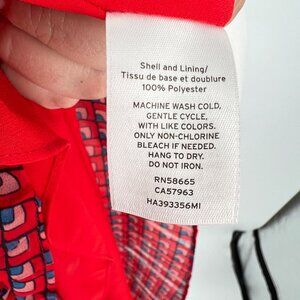 Shell and Lining/
Tissu de base et doublure
100% Polyester
MACHINE WASH COLD,
GENTLE CYCLE,
WITH LIKE COLORS.
ONLY NON-CHLORINE
BLEACH IF NEEDED.
HANG TO DRY.
DO NOT IRON.
RN58665
CA57963
HA393356MI